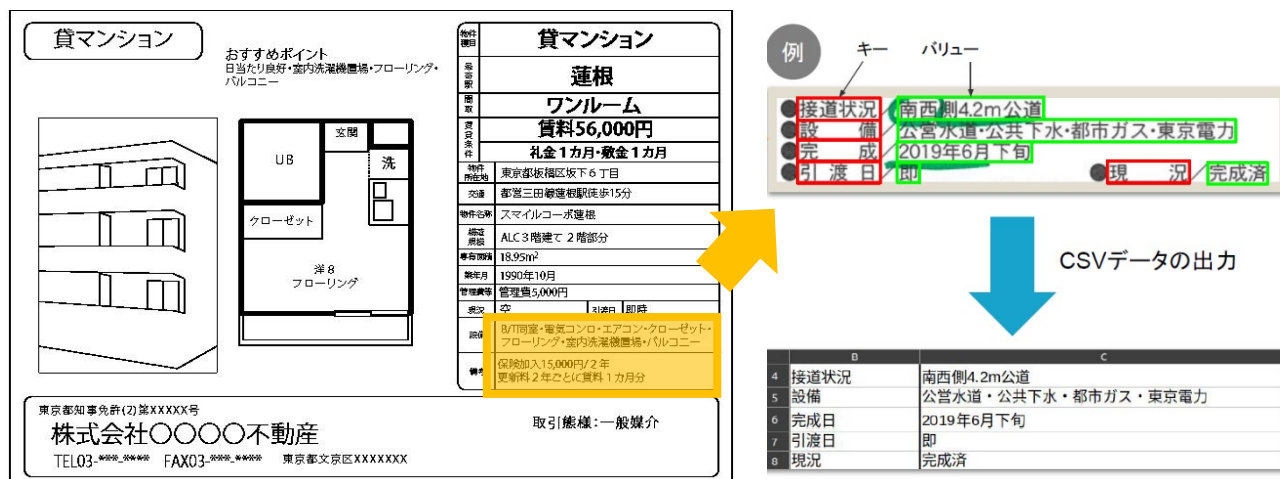 貸マンション
おすすめポイント
日当たり良好・室内洗濯機置場・フローリング・
バルコニー
玄関
UB
洗
クローゼット
洋8
フローリング
物件種目 貸マンション
最寄駅 蓮根
間取 ワンルーム
賃貸条件 賃料56,000円
礼金1カ月・敷金1カ月
物件所在地 東京都板橋区坂下6丁目
交通 都営三田線蓮根駅徒歩15分
物件名称 スマイルコーポ蓮根
構造規模 ALC3階建て 2階部分
専有面積 18.95m²
築年月 1990年10月
管理費等 管理費5,000円
現況 空 引渡日 即時
設備 B/T同室・電気コンロ・エアコン・クローゼット・
フローリング・室内洗濯機置場・バルコニー
備考 保険加入15,000円/2年
更新料2年ごとに賃料1カ月分
東京都知事免許(2)第XXXXX号
株式会社〇〇〇〇不動産
TEL03-***-**** FAX03-***-**** 東京都文京区XXXXXXX
取引態様：一般媒介
例
キー バリュー
●接道状況／南西側4.2m公道
●設備／公営水道・公共下水・都市ガス・東京電力
●完成／2019年6月下旬
●引渡日／即 ●現況／完成済
CSVデータの出力
B C
4 接道状況 南西側4.2m公道
5 設備 公営水道・公共下水・都市ガス・東京電力
6 完成日 2019年6月下旬
7 引渡日 即
8 現況 完成済